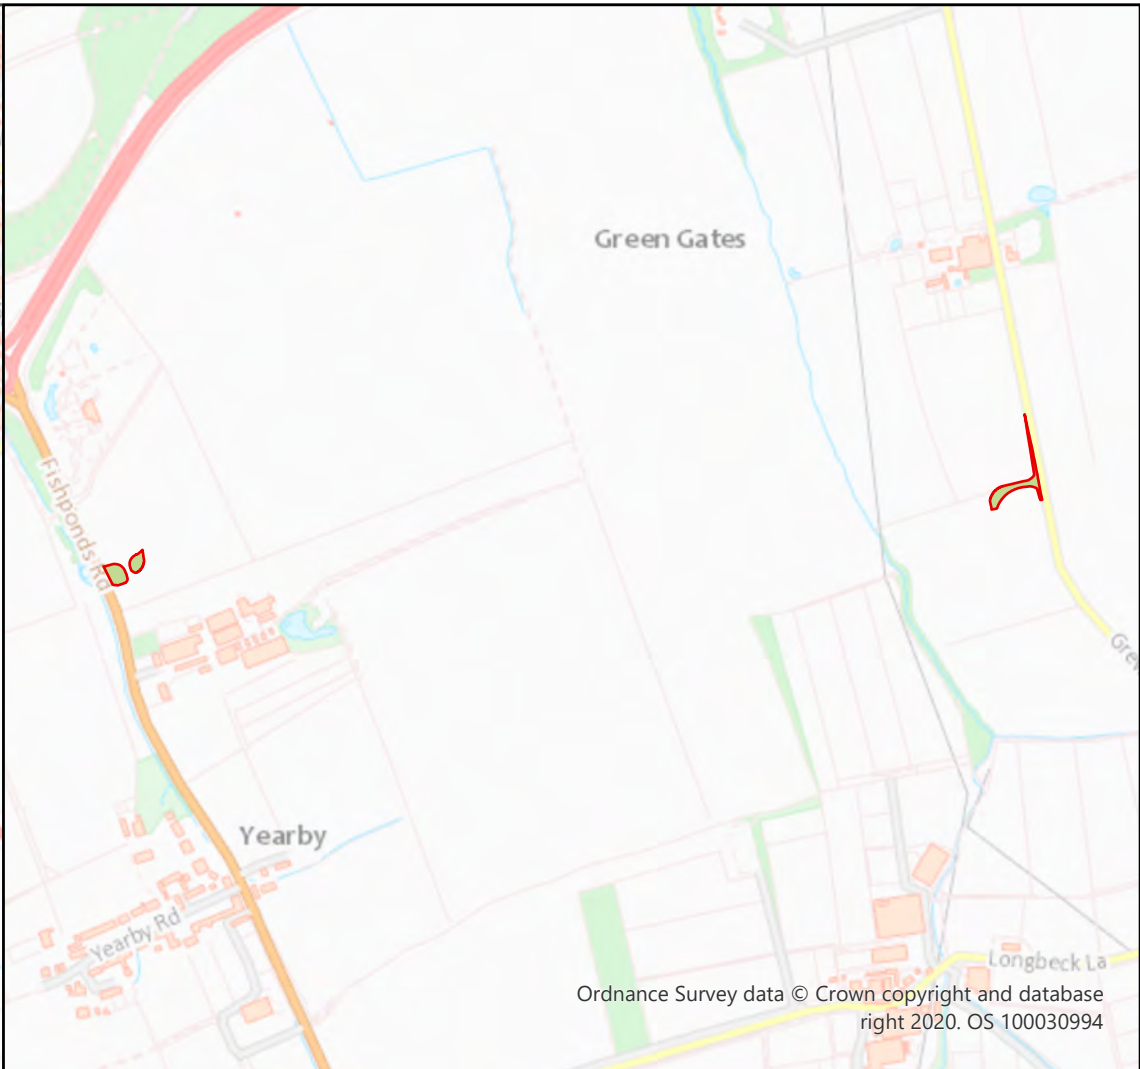 Green Gates
Fishponds Rd
Gre
Yearby
Yearby Rd
Longbeck La
Ordnance Survey data © Crown copyright and database
right 2020. OS 100030994